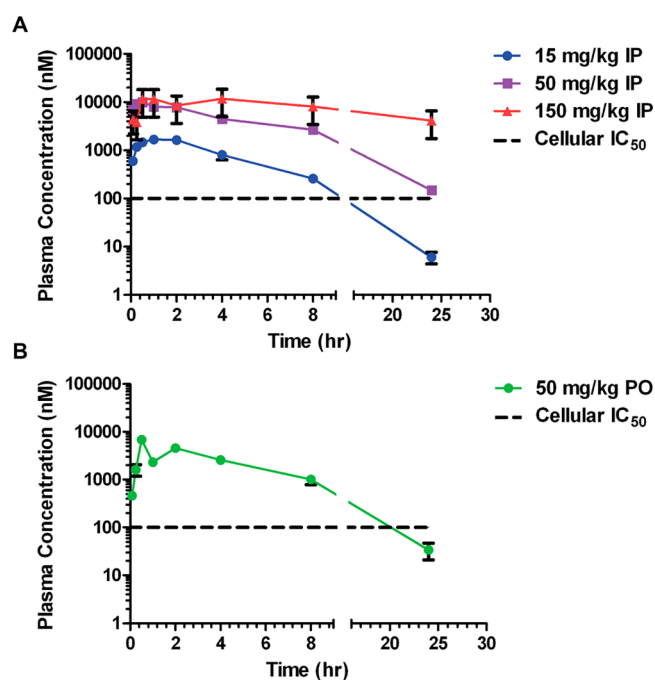 A
Plasma Concentration (nM)
100000
10000
1000
100
10
1
0 2 4 6 8 15 20 25 30
Time (hr)
15 mg/kg IP
50 mg/kg IP
150 mg/kg IP
Cellular IC50
B
Plasma Concentration (nM)
100000
10000
1000
100
10
1
0 2 4 6 8 15 20 25 30
Time (hr)
50 mg/kg PO
Cellular IC50